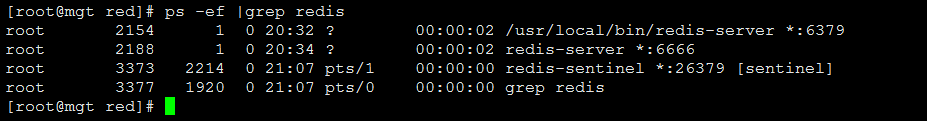 [root@mgt red]# ps -ef |grep redis
root      2154     1  0 20:32 ?        00:00:02 /usr/local/bin/redis-server *:6379
root      2188     1  0 20:34 ?        00:00:02 redis-server *:6666
root      3373  2214  0 21:07 pts/1    00:00:00 redis-sentinel *:26379 [sentinel]
root      3377  1920  0 21:07 pts/0    00:00:00 grep redis
[root@mgt red]#